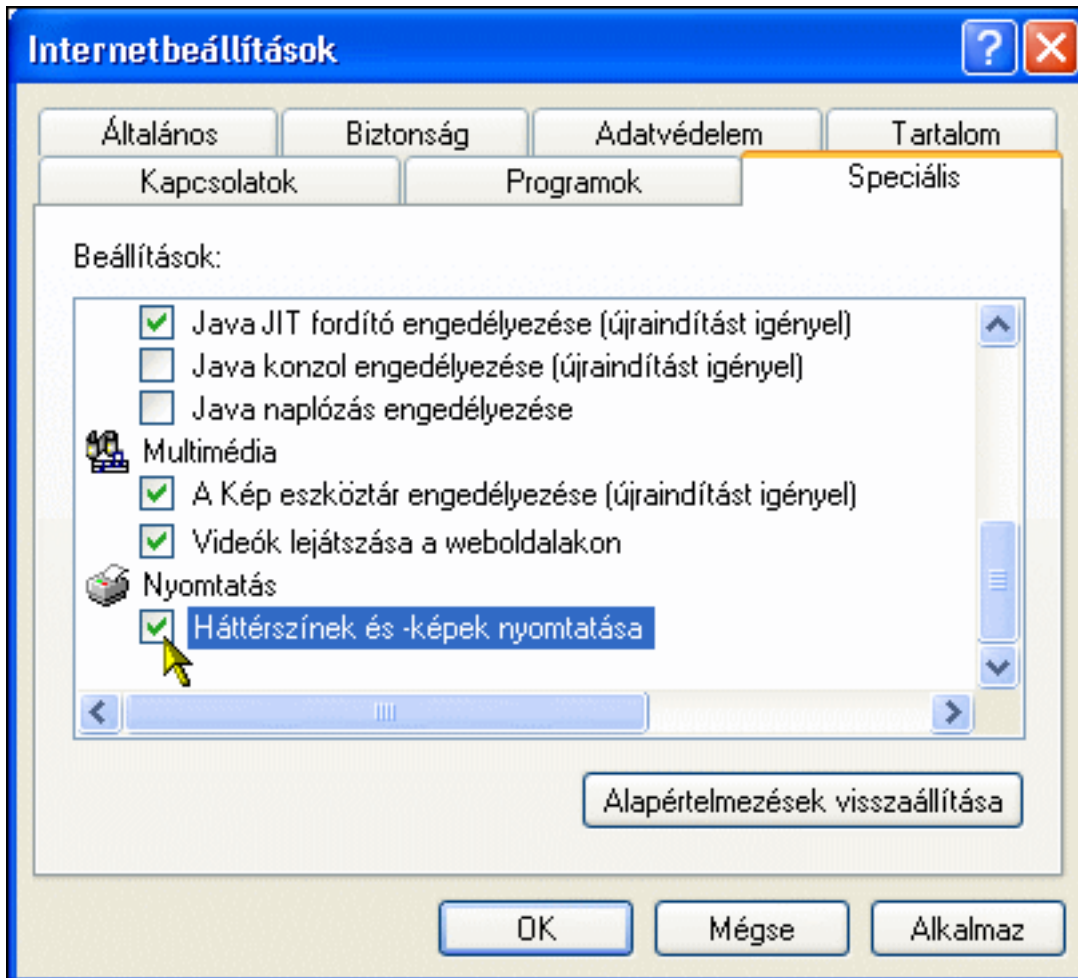 Internetbeállítások
Általános Biztonság Adatvédelem Tartalom
Kapcsolatok Programok Speciális
Beállítások:
Java JIT fordító engedélyezése (újraindítást igényel)
Java konzol engedélyezése (újraindítást igényel)
Java naplózás engedélyezése
Multimédia
A Kép eszköztár engedélyezése (újraindítást igényel)
Videók lejátszása a weboldalakon
Nyomtatás
Háttérszínek és -képek nyomtatása
Alapértelmezések visszaállítása
OK Mégse Alkalmaz